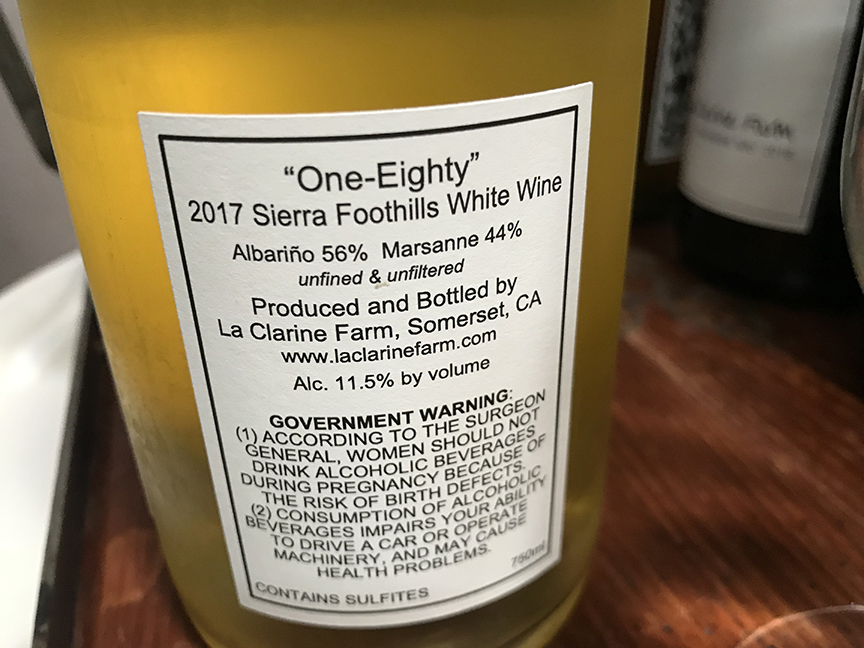 “One-Eighty”
2017 Sierra Foothills White Wine
Albariño 56% Marsanne 44%
unfined & unfiltered
Produced and Bottled by
La Clarine Farm, Somerset, CA
www.laclarinefarm.com
Alc. 11.5% by volume
GOVERNMENT WARNING:
(1) ACCORDING TO THE SURGEON
GENERAL, WOMEN SHOULD NOT
DRINK ALCOHOLIC BEVERAGES
DURING PREGNANCY BECAUSE OF
THE RISK OF BIRTH DEFECTS.
(2) CONSUMPTION OF ALCOHOLIC
BEVERAGES IMPAIRS YOUR ABILITY
TO DRIVE A CAR OR OPERATE
MACHINERY, AND MAY CAUSE
HEALTH PROBLEMS.
750ml
CONTAINS SULFITES